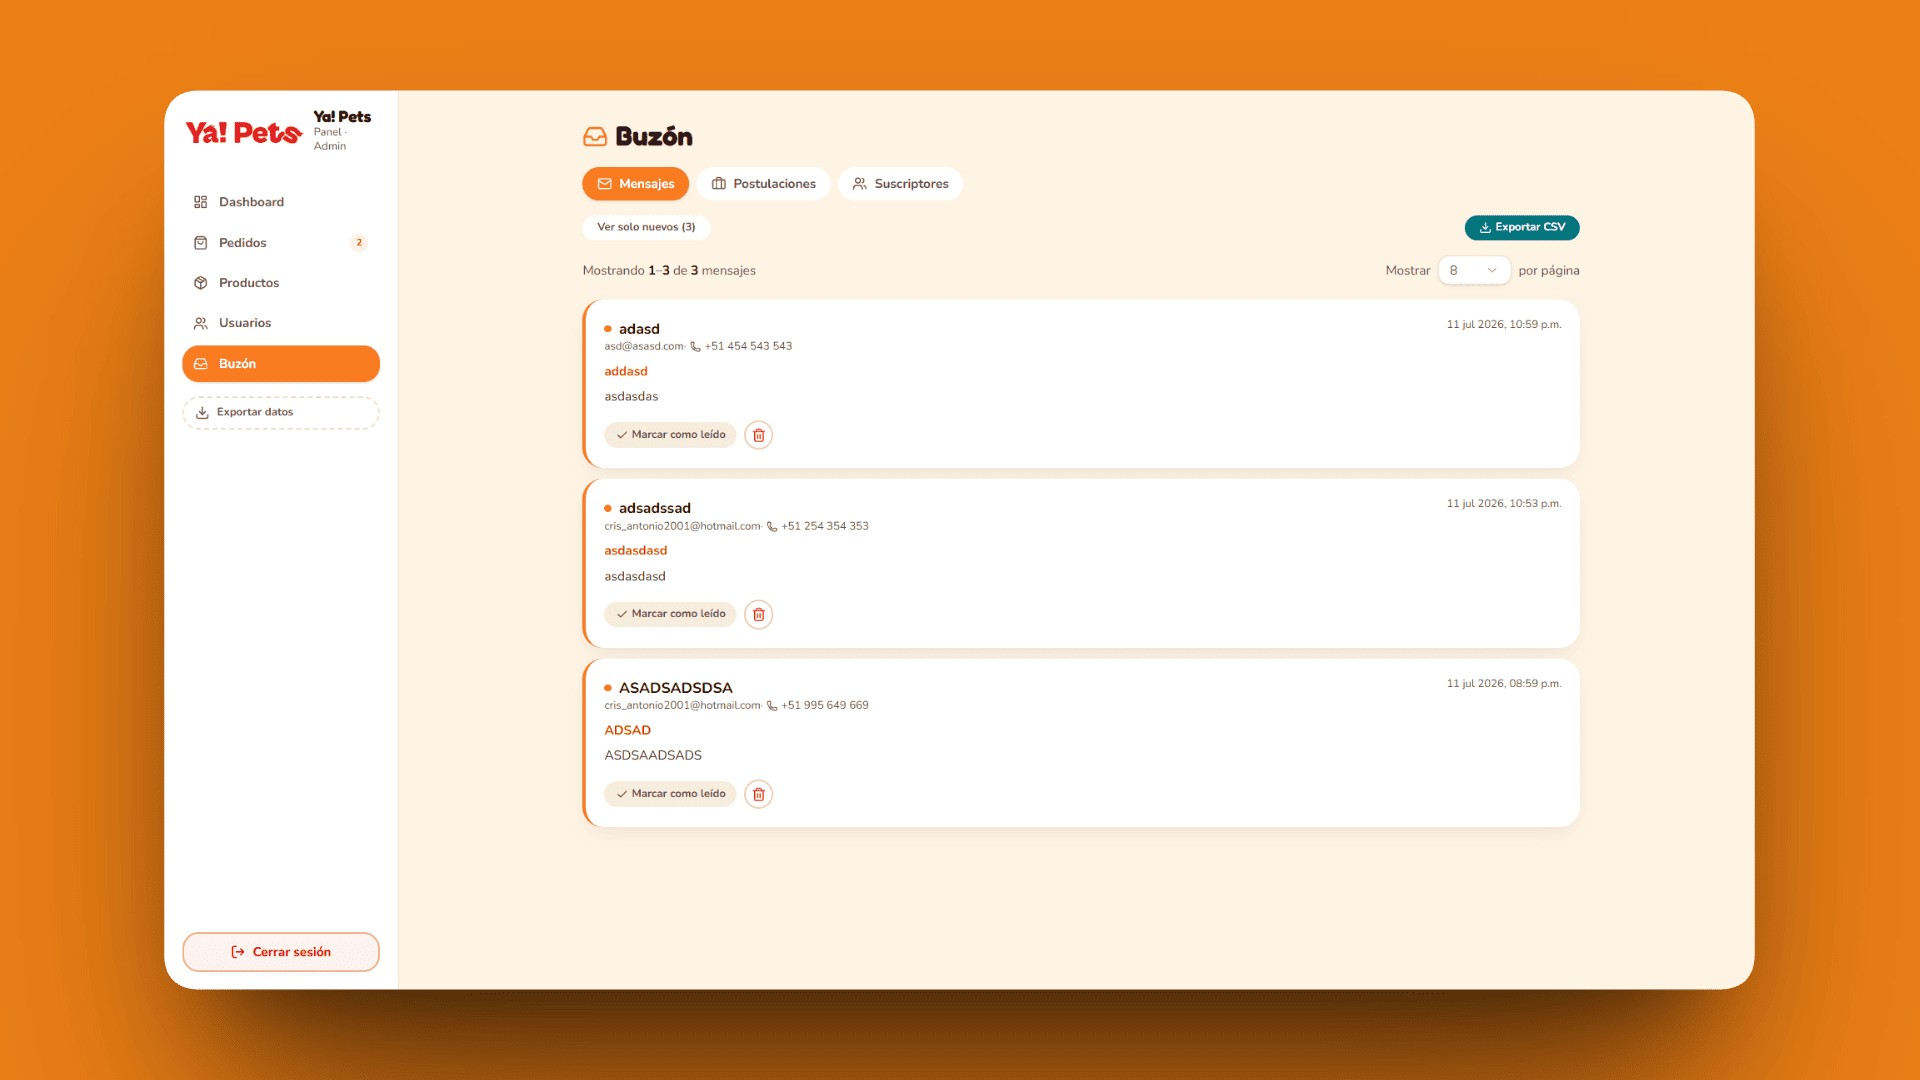 Ya! Pets
Ya! Pets
Panel ·
Admin
Dashboard
Pedidos 2
Productos
Usuarios
Buzón
Exportar datos
Cerrar sesión
Buzón
Mensajes Postulaciones Suscriptores
Ver solo nuevos (3) Exportar CSV
Mostrando 1–3 de 3 mensajes Mostrar 8 por página
adasd 11 jul 2026, 10:59 p.m.
asd@asasd.com· +51 454 543 543
addasd
asdasdas
Marcar como leído
adsadssad 11 jul 2026, 10:53 p.m.
cris_antonio2001@hotmail.com· +51 254 354 353
asdasdasd
asdasdasd
Marcar como leído
ASADSADSDSA 11 jul 2026, 08:59 p.m.
cris_antonio2001@hotmail.com· +51 995 649 669
ADSAD
ASDSAADSADS
Marcar como leído